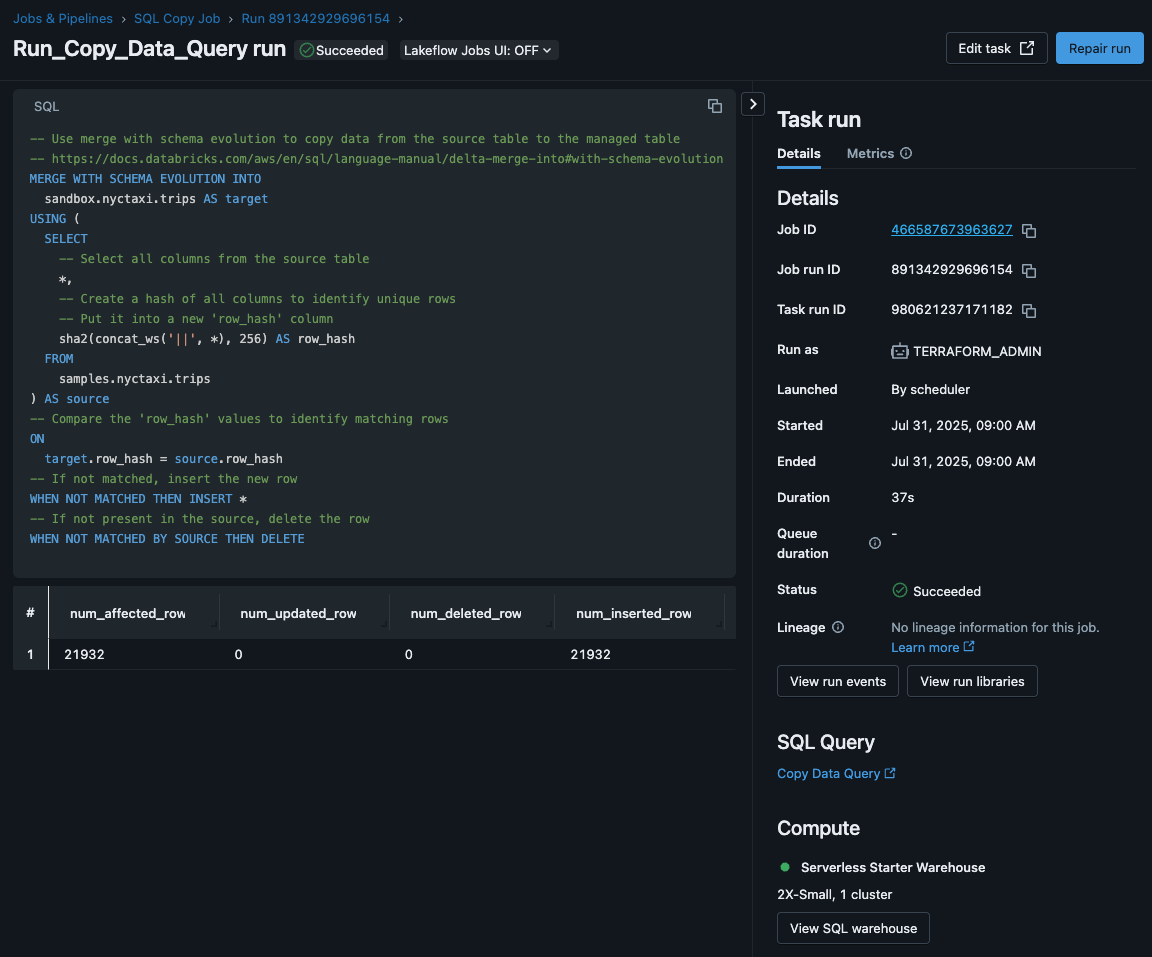 Jobs & Pipelines › SQL Copy Job › Run 891342929696154 ›
Run_Copy_Data_Query run Succeeded Lakeflow Jobs UI: OFF
Edit task Repair run
SQL
-- Use merge with schema evolution to copy data from the source table to the managed table
-- https://docs.databricks.com/aws/en/sql/language-manual/delta-merge-into#with-schema-evolution
MERGE WITH SCHEMA EVOLUTION INTO
sandbox.nyctaxi.trips AS target
USING (
SELECT
-- Select all columns from the source table
*,
-- Create a hash of all columns to identify unique rows
-- Put it into a new 'row_hash' column
sha2(concat_ws('||', *), 256) AS row_hash
FROM
samples.nyctaxi.trips
) AS source
-- Compare the 'row_hash' values to identify matching rows
ON
target.row_hash = source.row_hash
-- If not matched, insert the new row
WHEN NOT MATCHED THEN INSERT *
-- If not present in the source, delete the row
WHEN NOT MATCHED BY SOURCE THEN DELETE
# num_affected_row num_updated_row num_deleted_row num_inserted_row
1 21932 0 0 21932
Task run
Details Metrics
Details
Job ID 466587673963627
Job run ID 891342929696154
Task run ID 980621237171182
Run as TERRAFORM_ADMIN
Launched By scheduler
Started Jul 31, 2025, 09:00 AM
Ended Jul 31, 2025, 09:00 AM
Duration 37s
Queue -
duration
Status Succeeded
Lineage No lineage information for this job.
Learn more
View run events View run libraries
SQL Query
Copy Data Query
Compute
Serverless Starter Warehouse
2X-Small, 1 cluster
View SQL warehouse